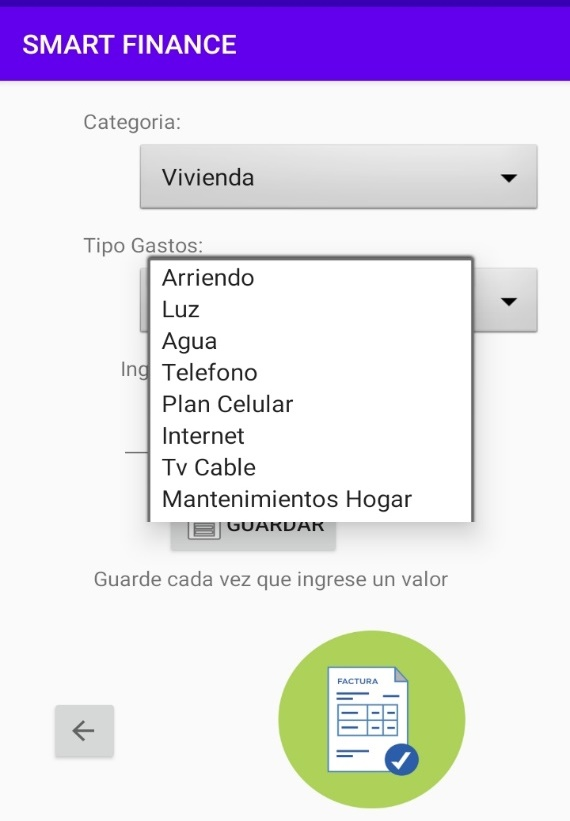 SMART FINANCE
Categoria:
Vivienda
Tipo Gastos:
Arriendo
Luz
Agua
Telefono
Plan Celular
Internet
Tv Cable
Mantenimientos Hogar
GUARDAR
Guarde cada vez que ingrese un valor
FACTURA